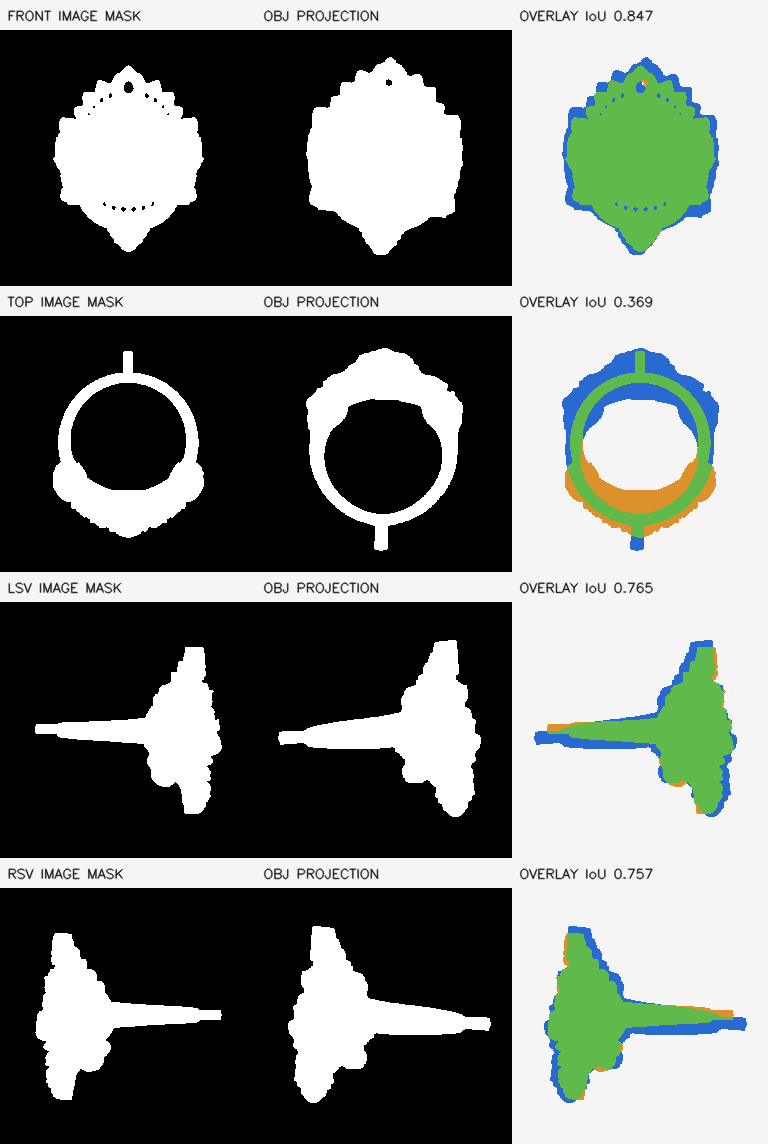 FRONT IMAGE MASK OBJ PROJECTION OVERLAY IoU 0.847
TOP IMAGE MASK OBJ PROJECTION OVERLAY IoU 0.369
LSV IMAGE MASK OBJ PROJECTION OVERLAY IoU 0.765
RSV IMAGE MASK OBJ PROJECTION OVERLAY IoU 0.757